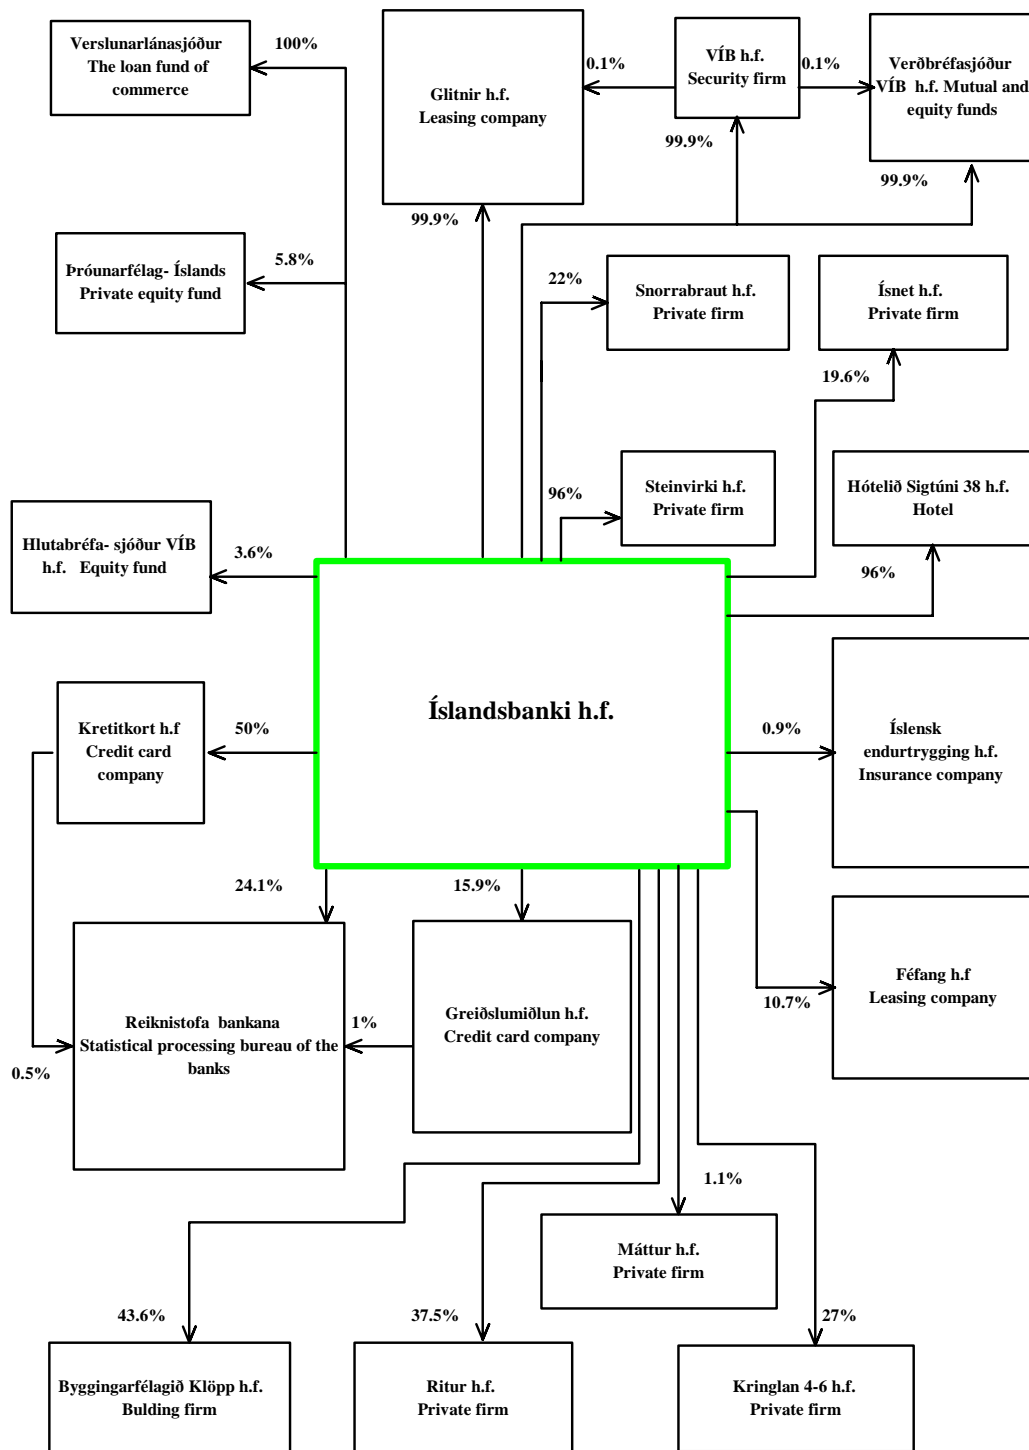 Verslunarlánasjóður
The loan fund of
commerce
100%
Glitnir h.f.
Leasing company
0.1%
VÍB h.f.
Security firm
0.1%
Verðbréfasjóður
VÍB h.f. Mutual and
equity funds
99.9%
99.9%
99.9%
Þróunarfélag- Íslands
Private equity fund
5.8%
22%
Snorrabraut h.f.
Private firm
Ísnet h.f.
Private firm
19.6%
Hlutabréfa- sjóður VÍB
h.f. Equity fund
3.6%
96%
Steinvirki h.f.
Private firm
Hótelið Sigtúni 38 h.f.
Hotel
96%
Kretitkort h.f
Credit card
company
50%
Íslandsbanki h.f.
0.9%
Íslensk
endurtrygging h.f.
Insurance company
24.1%
15.9%
Reiknistofa bankana
Statistical processing bureau of the
banks
0.5%
1%
Greiðslumiðlun h.f.
Credit card company
10.7%
Féfang h.f
Leasing company
1.1%
Máttur h.f.
Private firm
43.6%
Byggingarfélagið Klöpp h.f.
Bulding firm
37.5%
Ritur h.f.
Private firm
27%
Kringlan 4-6 h.f.
Private firm